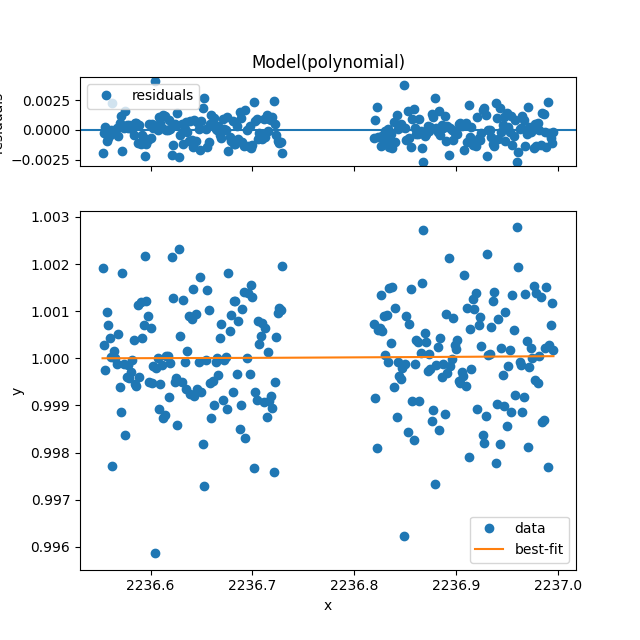 Model(polynomial)
residuals
0.0025
0.0000
−0.0025
residuals
1.003
1.002
1.001
1.000
0.999
0.998
0.997
0.996
y
data
best-fit
2236.6 2236.7 2236.8 2236.9 2237.0
x